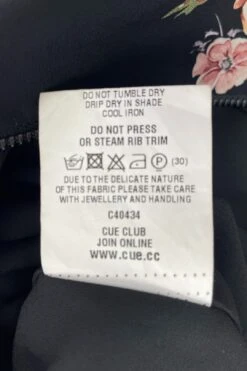 DO NOT TUMBLE DRY
DRIP DRY IN SHADE
COOL IRON
DO NOT PRESS
OR STEAM RIB TRIM
P (30)
DUE TO THE DELICATE NATURE
OF THIS FABRIC PLEASE TAKE CARE
WITH JEWELLERY AND HANDLING
C40434
CUE CLUB
JOIN ONLINE
www.cue.cc